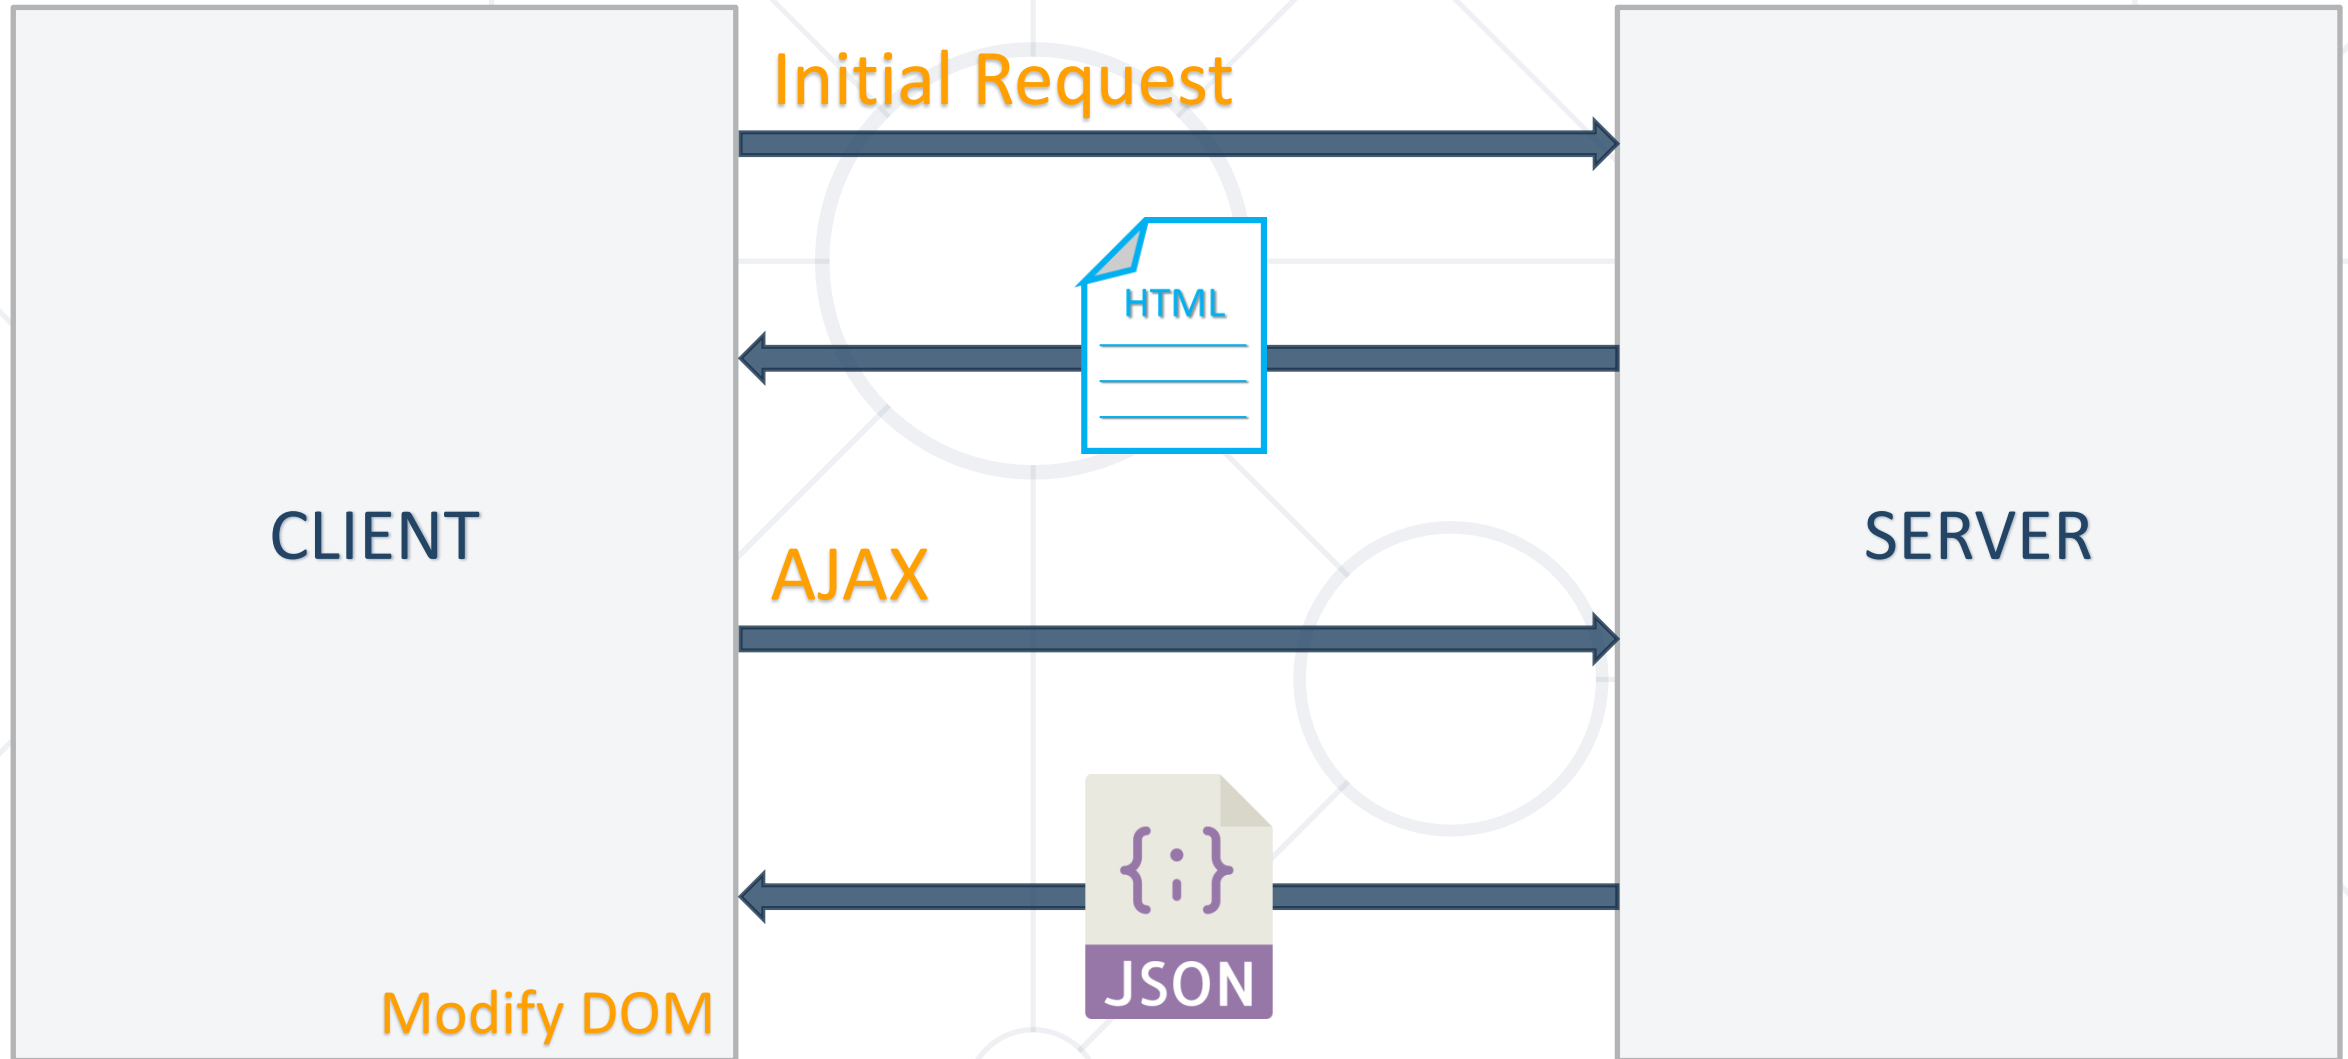 Initial Request
HTML
CLIENT
SERVER
AJAX
{;}
JSON
Modify DOM